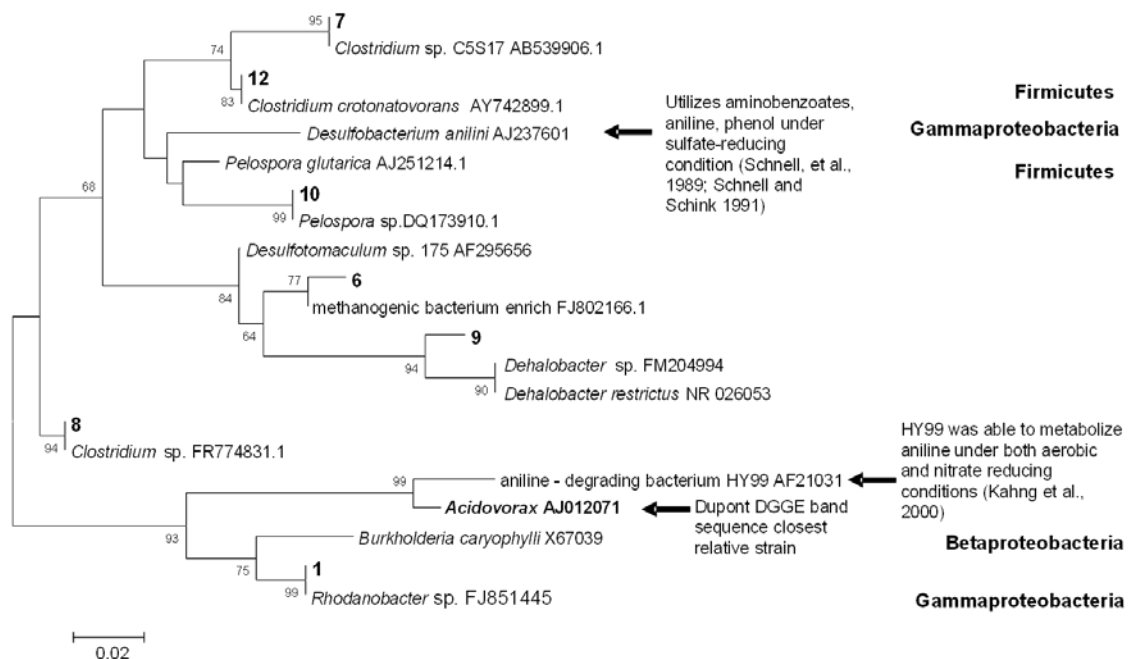 95 7
Clostridium sp. C5S17 AB539906.1
74
12
83 Clostridium crotonatovorans AY742899.1
Firmicutes
Desulfobacterium anilini AJ237601
Utilizes aminobenzoates,
aniline, phenol under
sulfate-reducing
condition (Schnell, et al.,
1989; Schnell and
Schink 1991)
Gammaproteobacteria
Pelospora glutarica AJ251214.1
Firmicutes
68
10
99 Pelospora sp.DQ173910.1
Desulfotomaculum sp. 175 AF295656
84
77 6
methanogenic bacterium enrich FJ802166.1
64
9
94
Dehalobacter sp. FM204994
90
Dehalobacter restrictus NR 026053
8
94 Clostridium sp. FR774831.1
HY99 was able to metabolize
aniline under both aerobic
and nitrate reducing
conditions (Kahng et al.,
2000)
99 aniline - degrading bacterium HY99 AF21031
Acidovorax AJ012071
Dupont DGGE band
sequence closest
relative strain
93
Burkholderia caryophylli X67039
Betaproteobacteria
75
1
99 Rhodanobacter sp. FJ851445
Gammaproteobacteria
0.02